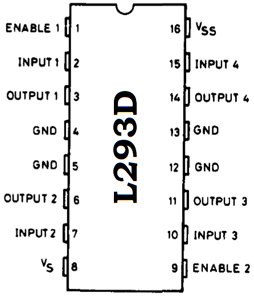 ENABLE 1 1
INPUT 1 2
OUTPUT 1 3
GND 4
GND 5
OUTPUT 2 6
INPUT 2 7
VS 8
L293D
16 VSS
15 INPUT 4
14 OUTPUT 4
13 GND
12 GND
11 OUTPUT 3
10 INPUT 3
9 ENABLE 2